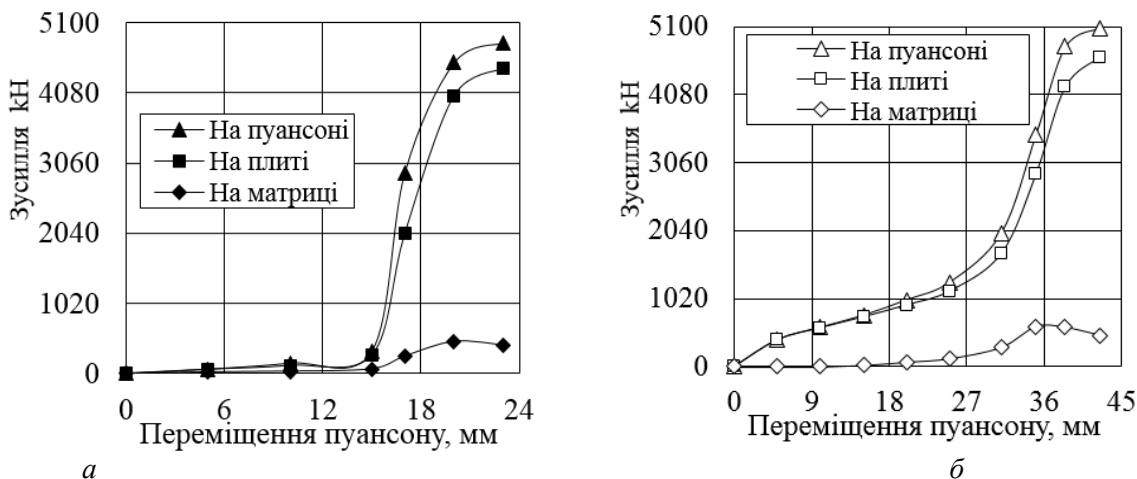 5100
4080
3060
2040
1020
0
Зусилля kH
На пуансоні
На плиті
На матриці
0 6 12 18 24
Переміщення пуансону, мм
а
5100
4080
3060
2040
1020
0
Зусилля kH
На пуансоні
На плиті
На матриці
0 9 18 27 36 45
Переміщення пуансону, мм
б